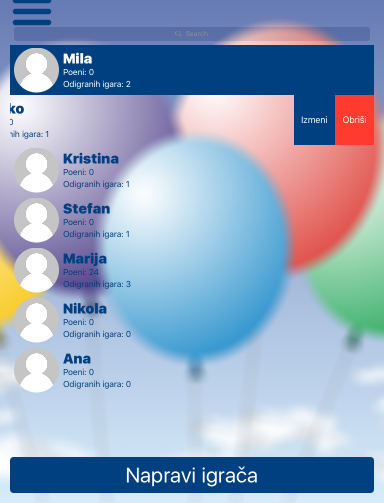 Search
Mila
Poeni: 0
Odigranih igara: 2
ko
0
nih igara: 1
Izmeni
Obriši
Kristina
Poeni: 0
Odigranih igara: 1
Stefan
Poeni: 0
Odigranih igara: 1
Marija
Poeni: 24
Odigranih igara: 3
Nikola
Poeni: 0
Odigranih igara: 0
Ana
Poeni: 0
Odigranih igara: 0
Napravi igrača